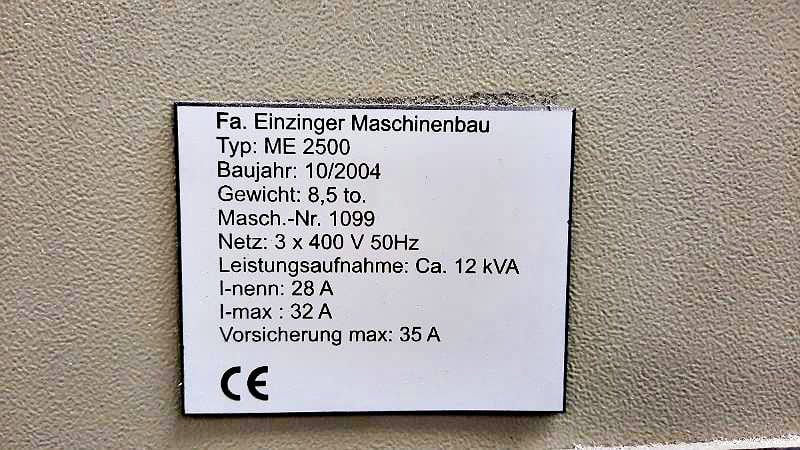 Fa. Einzinger Maschinenbau
Typ: ME 2500
Baujahr: 10/2004
Gewicht: 8,5 to.
Masch.-Nr. 1099
Netz: 3 x 400 V 50Hz
Leistungsaufnahme: Ca. 12 kVA
I-nenn: 28 A
I-max : 32 A
Vorsicherung max: 35 A
CE